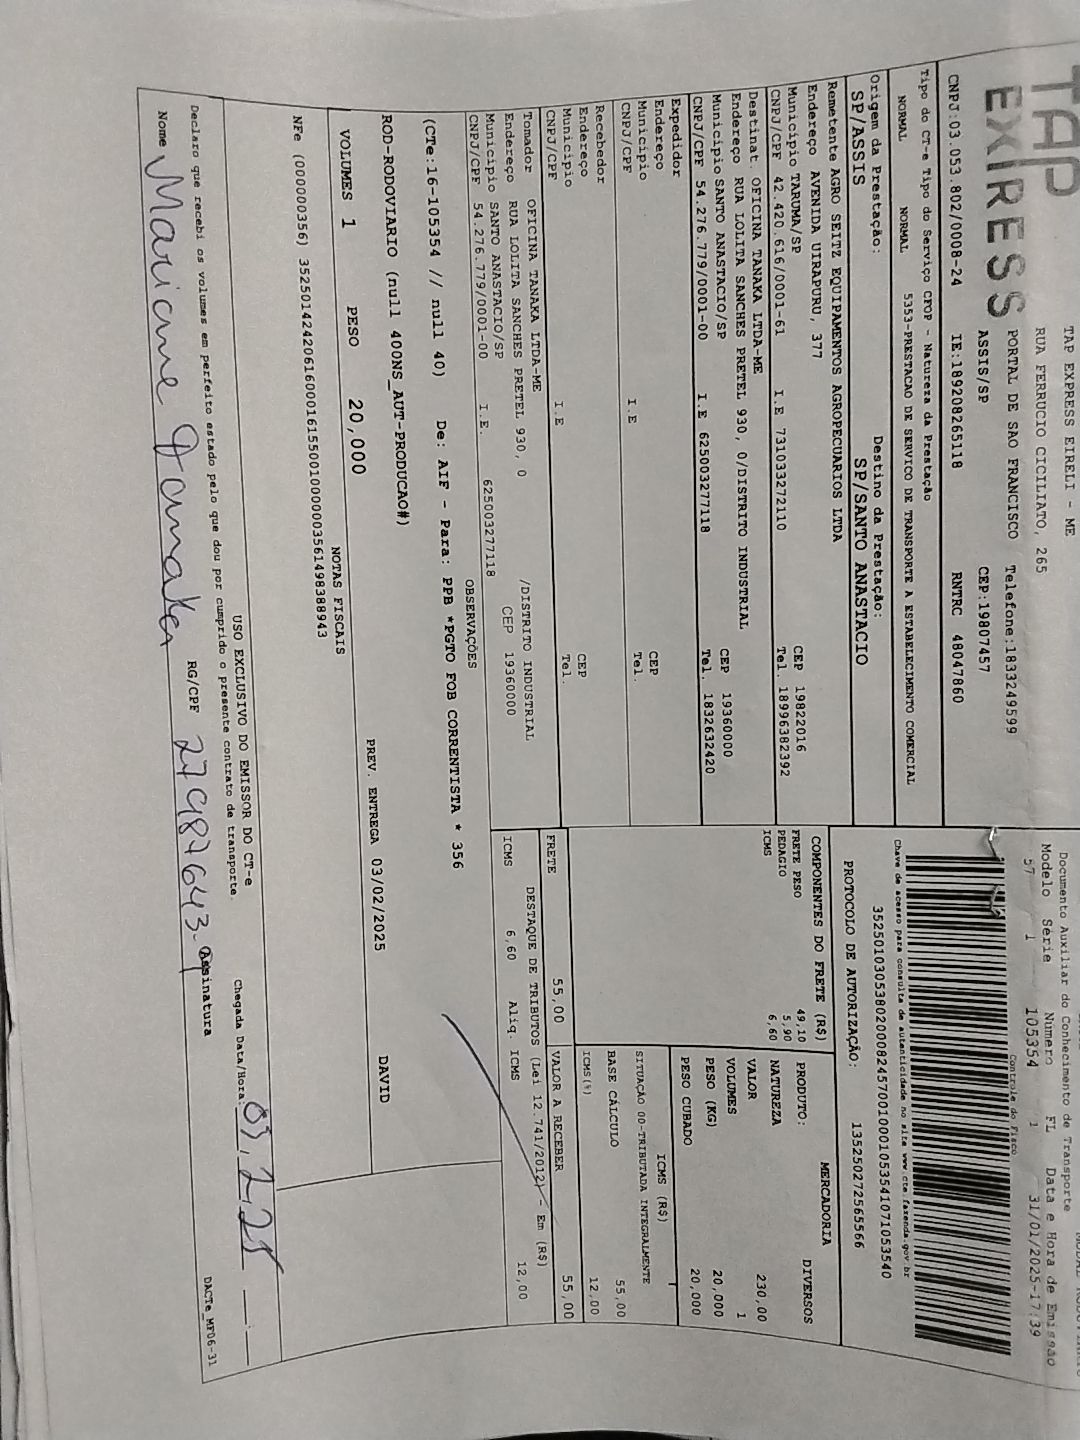 TAP
EXPRESS
TAP EXPRESS EIRELI - ME
RUA FERRUCIO CICILIATO, 265
PORTAL DE SAO FRANCISCO Telefone:1833249599
ASSIS/SP CEP:19807457
CNPJ:03.053.802/0008-24 IE:189208265118 RNTRC 48047860
Documento Auxiliar do Conhecimento de Transporte
Modelo Série Numero FL Data e Hora de Emissão
57 1 105354 1 31/01/2025-17:39
Controle do Fisco
Chave de acesso para consulta de autenticidade no site www.cte.fazenda.gov.br
35250103053802000824570010001053541071053540
PROTOCOLO DE AUTORIZAÇÃO: 135250272565566
Tipo do CT-e Tipo do Serviço CFOP - Natureza da Prestação
NORMAL NORMAL 5353-PRESTACAO DE SERVICO DE TRANSPORTE A ESTABELECIMENTO COMERCIAL
Origem da Prestação: Destino da Prestação:
SP/ASSIS SP/SANTO ANASTACIO
Remetente AGRO SEITZ EQUIPAMENTOS AGROPECUARIOS LTDA
Endereço AVENIDA UIRAPURU, 377
Município TARUMA/SP CEP 19822016
CNPJ/CPF 42.420.616/0001-61 I.E 731033272110 Tel. 18996382392
Destinat. OFICINA TANAKA LTDA-ME
Endereço RUA LOLITA SANCHES PRETEL 930, 0/DISTRITO INDUSTRIAL
Município SANTO ANASTACIO/SP CEP 19360000
CNPJ/CPF 54.276.779/0001-00 I.E 625003277118 Tel. 1832632420
Expedidor
Endereço
Município CEP
CNPJ/CPF I.E Tel.
Recebedor
Endereço
Município CEP
CNPJ/CPF I.E Tel.
Tomador OFICINA TANAKA LTDA-ME
Endereço RUA LOLITA SANCHES PRETEL 930, 0 /DISTRITO INDUSTRIAL
Município SANTO ANASTACIO/SP CEP 19360000
CNPJ/CPF 54.276.779/0001-00 I.E. 625003277118
COMPONENTES DO FRETE (R$)
FRETE PESO 49,10
PEDAGIO 5,90
ICMS 6,60
MERCADORIA
PRODUTO: DIVERSOS
NATUREZA
VALOR 230,00
VOLUMES 1
PESO (KG) 20,000
PESO CUBADO 20,000
ICMS (R$)
SITUAÇÃO 00-TRIBUTADA INTEGRALMENTE
BASE CÁLCULO 55,00
ICMS(%) 12,00
FRETE 55,00 VALOR A RECEBER 55,00
DESTAQUE DE TRIBUTOS (Lei 12.741/2012) - Em (R$)
ICMS 6,60 Aliq. ICMS 12,00
OBSERVAÇÕES
(CTe:16-105354 // null 40) De: AIF - Para: PPB *PGTO FOB CORRENTISTA * 356
ROD-RODOVIARIO (null 400NS_AUT-PRODUCAO#)
VOLUMES 1 PESO 20,000 PREV. ENTREGA 03/02/2025 DAVID
NOTAS FISCAIS
NFe (000000356) 35250142420616000161550010000003561498388943
USO EXCLUSIVO DO EMISSOR DO CT-e
Declaro que recebi os volumes em perfeito estado pelo que dou por cumprido o presente contrato de transporte.
Chegada Data/Hora:
Nome RG/CPF 27987643-9 Assinatura
DACTe_MF06-31